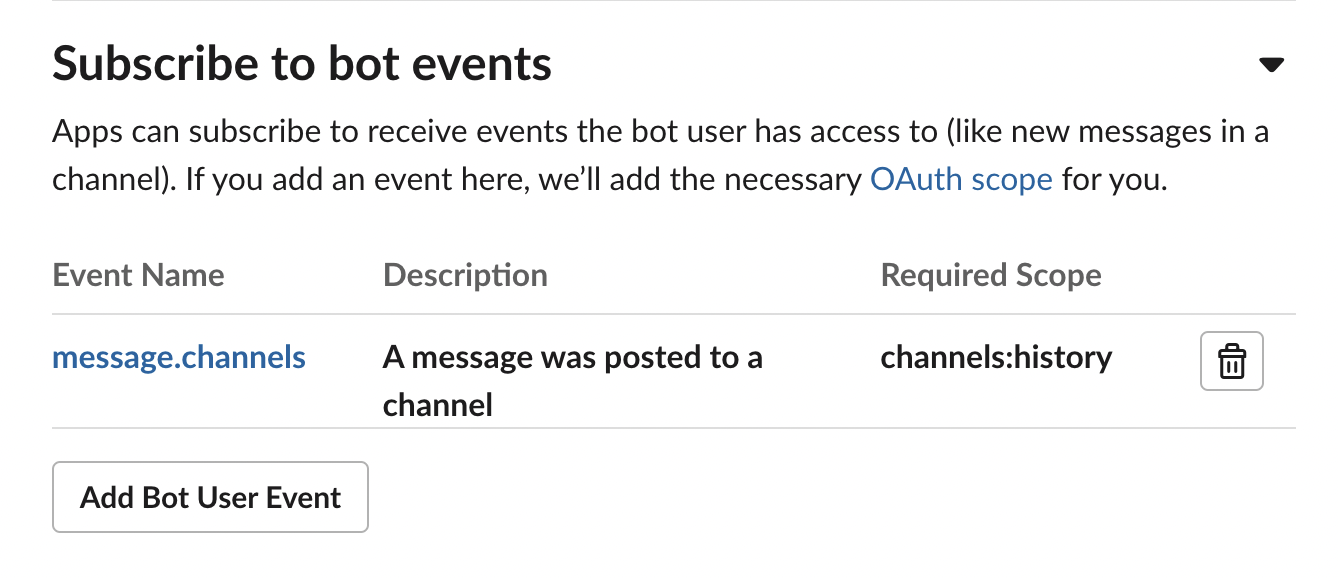 Subscribe to bot events
Apps can subscribe to receive events the bot user has access to (like new messages in a
channel). If you add an event here, we’ll add the necessary OAuth scope for you.
Event Name Description Required Scope
message.channels A message was posted to a channels:history
channel
Add Bot User Event